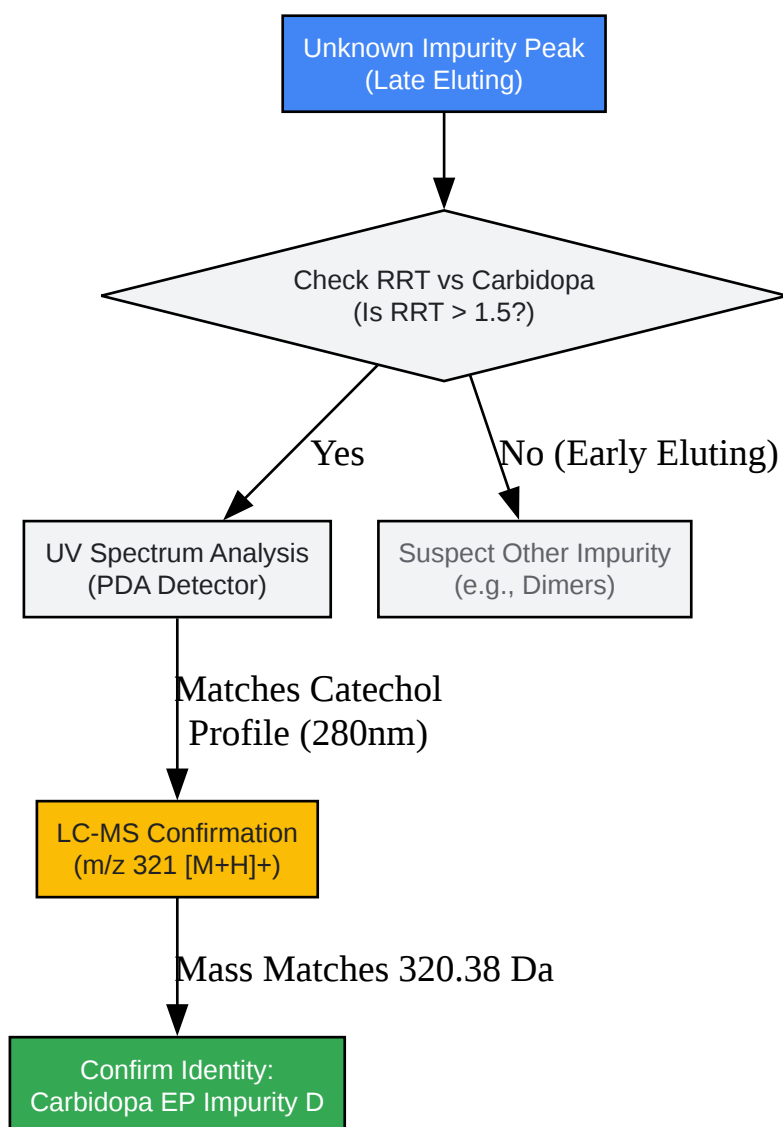 Unknown Impurity Peak
(Late Eluting)
Check RRT vs Carbidopa
(Is RRT > 1.5?)
Yes
No (Early Eluting)
UV Spectrum Analysis
(PDA Detector)
Suspect Other Impurity
(e.g., Dimers)
Matches Catechol
Profile (280nm)
LC-MS Confirmation
(m/z 321 [M+H]+)
Mass Matches 320.38 Da
Confirm Identity:
Carbidopa EP Impurity D